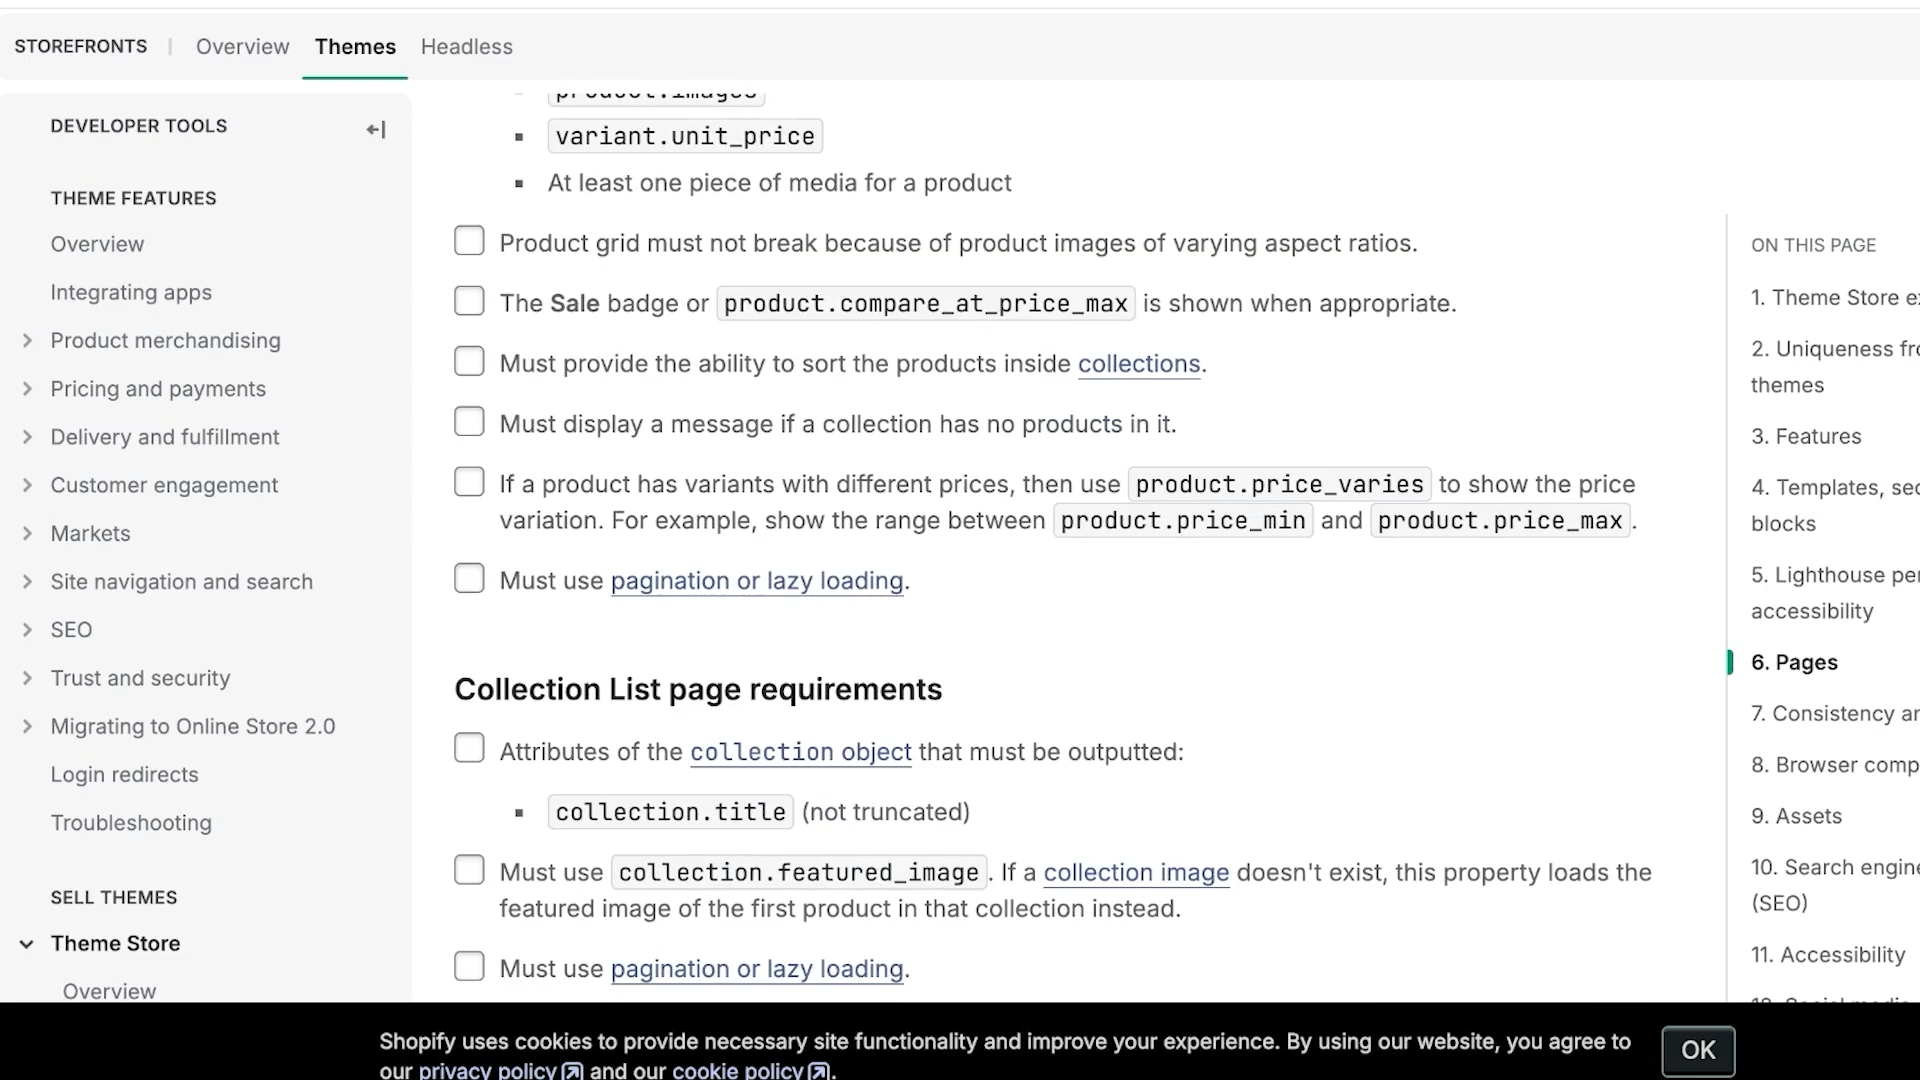 STOREFRONTS | Overview Themes Headless
DEVELOPER TOOLS
THEME FEATURES
Overview
Integrating apps
Product merchandising
Pricing and payments
Delivery and fulfillment
Customer engagement
Markets
Site navigation and search
SEO
Trust and security
Migrating to Online Store 2.0
Login redirects
Troubleshooting
SELL THEMES
Theme Store
Overview
product.images
variant.unit_price
At least one piece of media for a product
Product grid must not break because of product images of varying aspect ratios.
The Sale badge or product.compare_at_price_max is shown when appropriate.
Must provide the ability to sort the products inside collections.
Must display a message if a collection has no products in it.
If a product has variants with different prices, then use product.price_varies to show the price
variation. For example, show the range between product.price_min and product.price_max.
Must use pagination or lazy loading.
Collection List page requirements
Attributes of the collection object that must be outputted:
collection.title (not truncated)
Must use collection.featured_image. If a collection image doesn't exist, this property loads the
featured image of the first product in that collection instead.
Must use pagination or lazy loading.
ON THIS PAGE
1. Theme Store
2. Uniqueness
themes
3. Features
4. Templates,
blocks
5. Lighthouse
accessibility
6. Pages
7. Consistency
8. Browser
9. Assets
10. Search
(SEO)
11. Accessibility
Shopify uses cookies to provide necessary site functionality and improve your experience. By using our website, you agree to
our privacy policy and our cookie policy.
OK